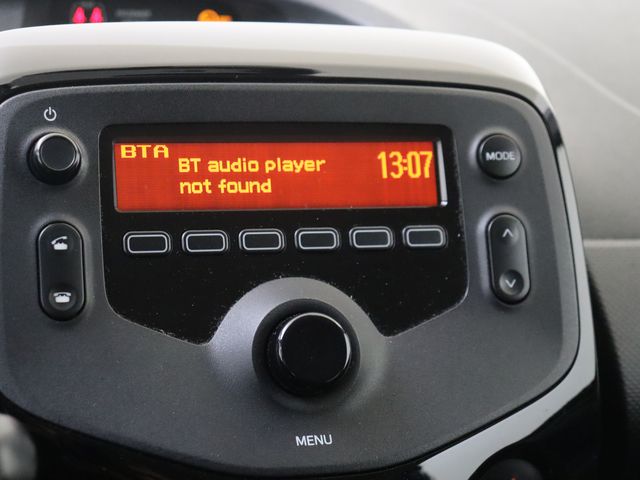 BTA
BT audio player
not found
13:07
MODE
MENU